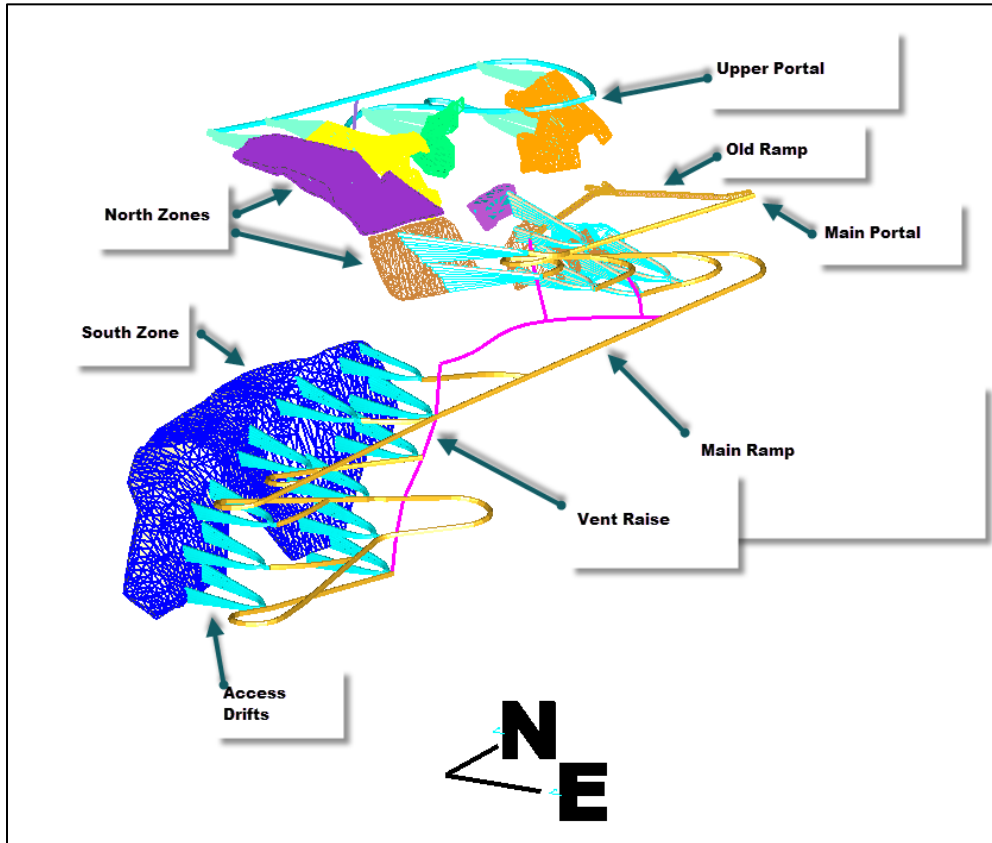 Upper Portal
Old Ramp
North Zones
Main Portal
South Zone
Main Ramp
Vent Raise
Access
Drifts
N
E